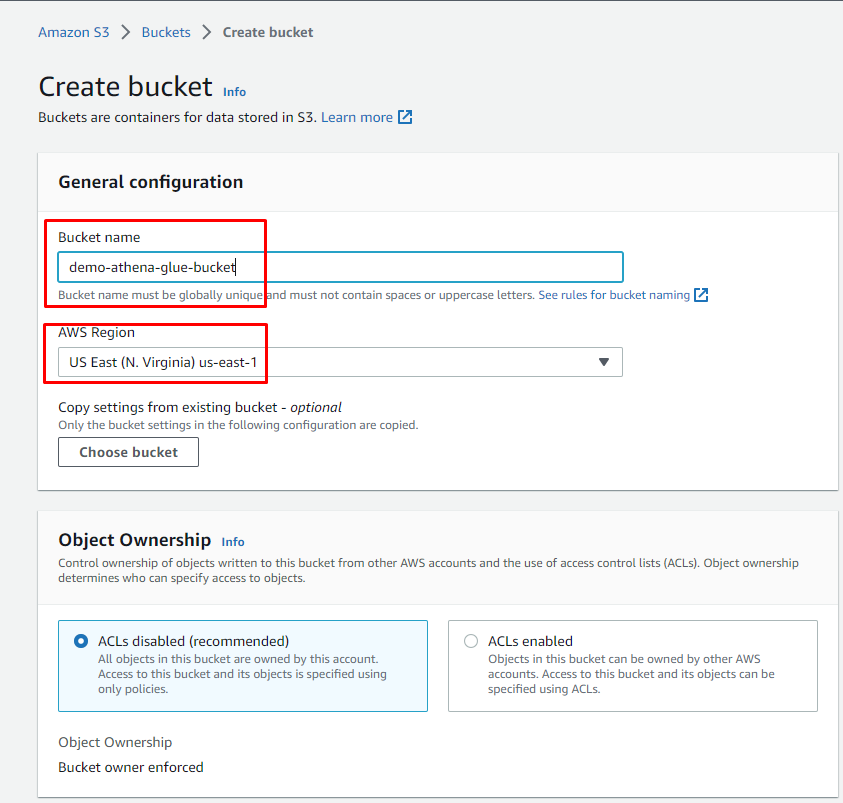 Amazon S3 > Buckets > Create bucket
Create bucket Info
Buckets are containers for data stored in S3. Learn more
General configuration
Bucket name
demo-athena-glue-bucket
Bucket name must be globally unique and must not contain spaces or uppercase letters. See rules for bucket naming
AWS Region
US East (N. Virginia) us-east-1
Copy settings from existing bucket - optional
Only the bucket settings in the following configuration are copied.
Choose bucket
Object Ownership Info
Control ownership of objects written to this bucket from other AWS accounts and the use of access control lists (ACLs). Object ownership
determines who can specify access to objects.
ACLs disabled (recommended)
All objects in this bucket are owned by this account.
Access to this bucket and its objects is specified using
only policies.
ACLs enabled
Objects in this bucket can be owned by other AWS
accounts. Access to this bucket and its objects can be
specified using ACLs.
Object Ownership
Bucket owner enforced